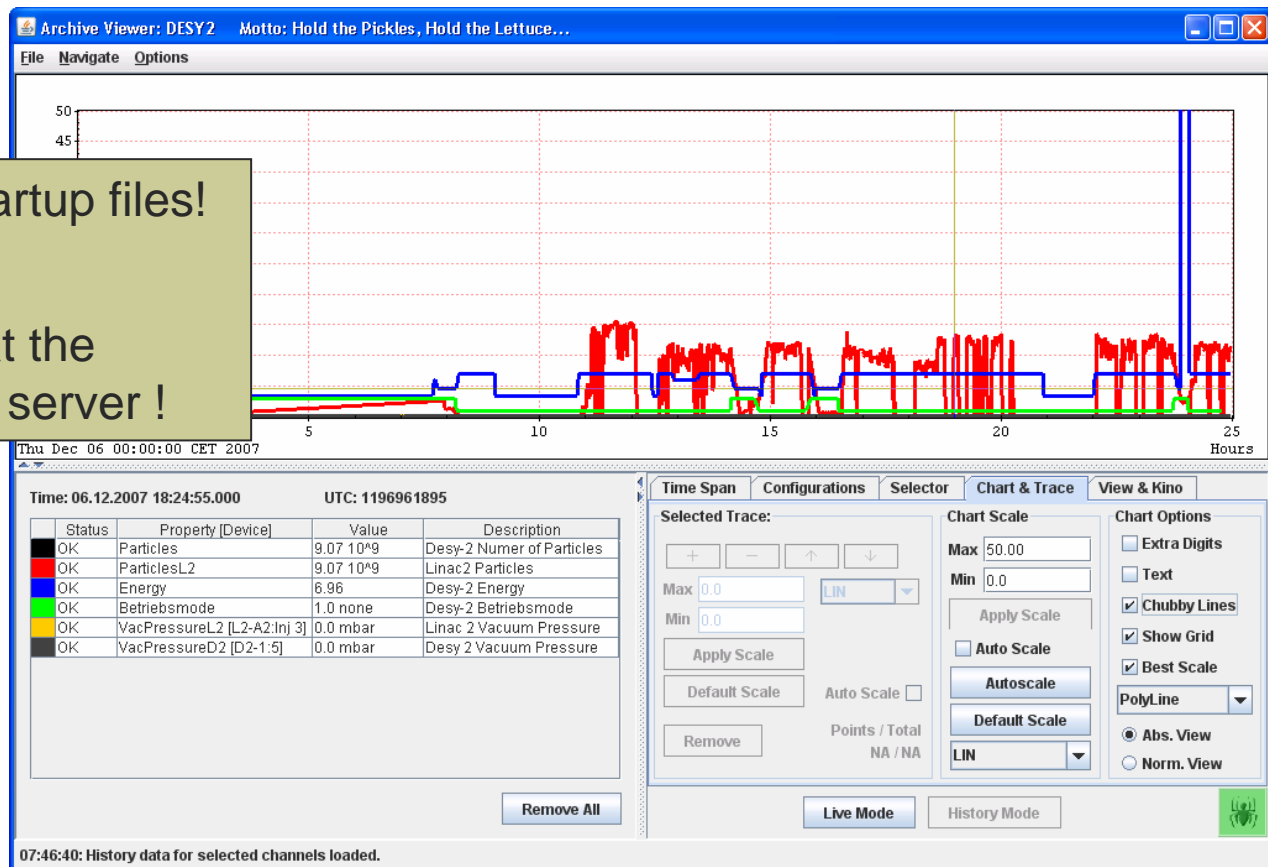 Archive Viewer: DESY2 Motto: Hold the Pickles, Hold the Lettuce...
File Navigate Options
50
45
artup files!
t the
server !
5 10 15 20 25
Thu Dec 06 00:00:00 CET 2007 Hours
Time: 06.12.2007 18:24:55.000 UTC: 1196961895
Status Property [Device] Value Description
OK Particles 9.07 10^9 Desy-2 Numer of Particles
OK ParticlesL2 9.07 10^9 Linac2 Particles
OK Energy 6.96 Desy-2 Energy
OK Betriebsmode 1.0 none Desy-2 Betriebsmode
OK VacPressureL2 [L2-A2:Inj 3] 0.0 mbar Linac 2 Vacuum Pressure
OK VacPressureD2 [D2-1:5] 0.0 mbar Desy 2 Vacuum Pressure
Remove All
Time Span Configurations Selector Chart & Trace View & Kino
Selected Trace:
+ - ↑ ↓
Max 0.0 LIN
Min 0.0
Apply Scale
Default Scale Auto Scale
Remove Points / Total
NA / NA
Chart Scale
Max 50.00
Min 0.0
Apply Scale
Auto Scale
Autoscale
Default Scale
LIN
Chart Options
Extra Digits
Text
Chubby Lines
Show Grid
Best Scale
PolyLine
Abs. View
Norm. View
Live Mode History Mode
07:46:40: History data for selected channels loaded.